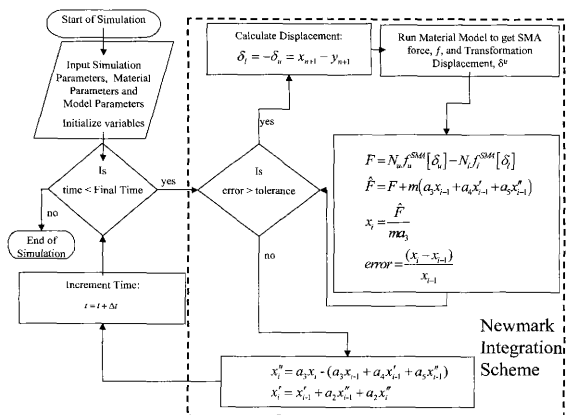 Start of Simulation
Input Simulation
Parameters, Material
Parameters and
Model Parameters
Initialize variables
Is
time < Final Time
yes
no
End of
Simulation
Increment Time:
t = t + Δt
Calculate Displacement:
δ_l = −δ_u = x_{n+1} − y_{n+1}
Run Material Model to get SMA
force, f, and Transformation
Displacement, δ^tr
yes
Is
error > tolerance
no
F = N_u f_u^{SMA}[δ_u] − N_l f_l^{SMA}[δ_l]
F̂ = F + m(a_3 x_{i−1} + a_4 x′_{i−1} + a_5 x″_{i−1})
x_i = F̂ / ma_3
error = (x_i − x_{i−1}) / x_{i−1}
Newmark
Integration
Scheme
x″_i = a_3 x_i - (a_3 x_{i−1} + a_4 x′_{i−1} + a_5 x″_{i−1})
x′_i = x′_{i−1} + a_2 x″_{i−1} + a_2 x″_i